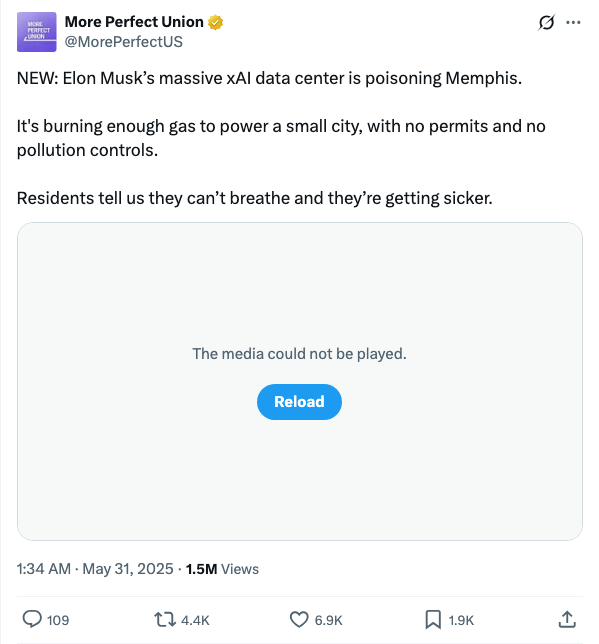 MORE
PERFECT
UNION
More Perfect Union
@MorePerfectUS
NEW: Elon Musk’s massive xAI data center is poisoning Memphis.
It's burning enough gas to power a small city, with no permits and no
pollution controls.
Residents tell us they can’t breathe and they’re getting sicker.
The media could not be played.
Reload
1:34 AM · May 31, 2025 · 1.5M Views
109 4.4K 6.9K 1.9K